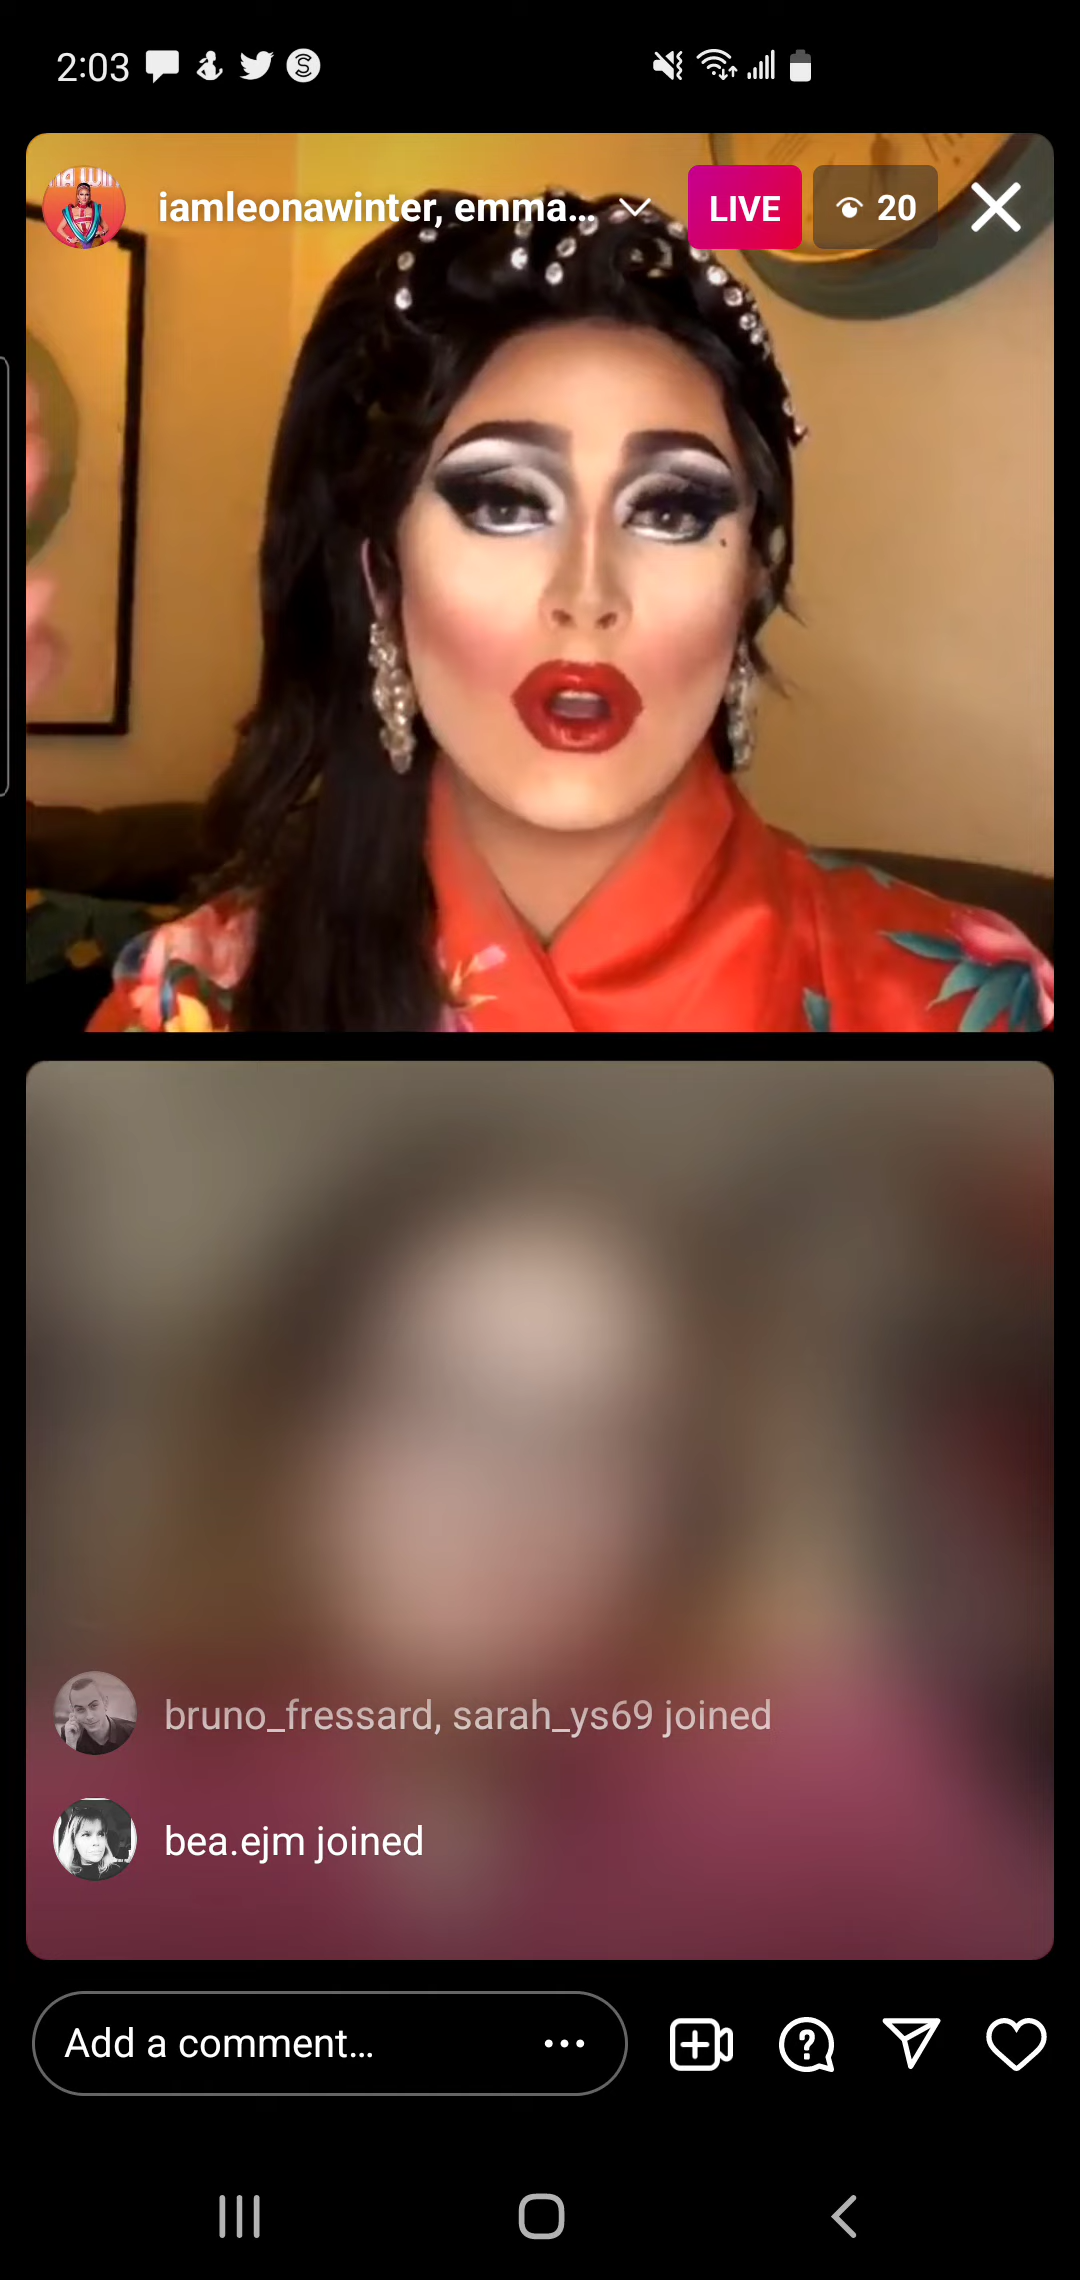 2:03
iamleonawinter, emma...
LIVE
20
bruno_fressard, sarah_ys69 joined
bea.ejm joined
Add a comment...